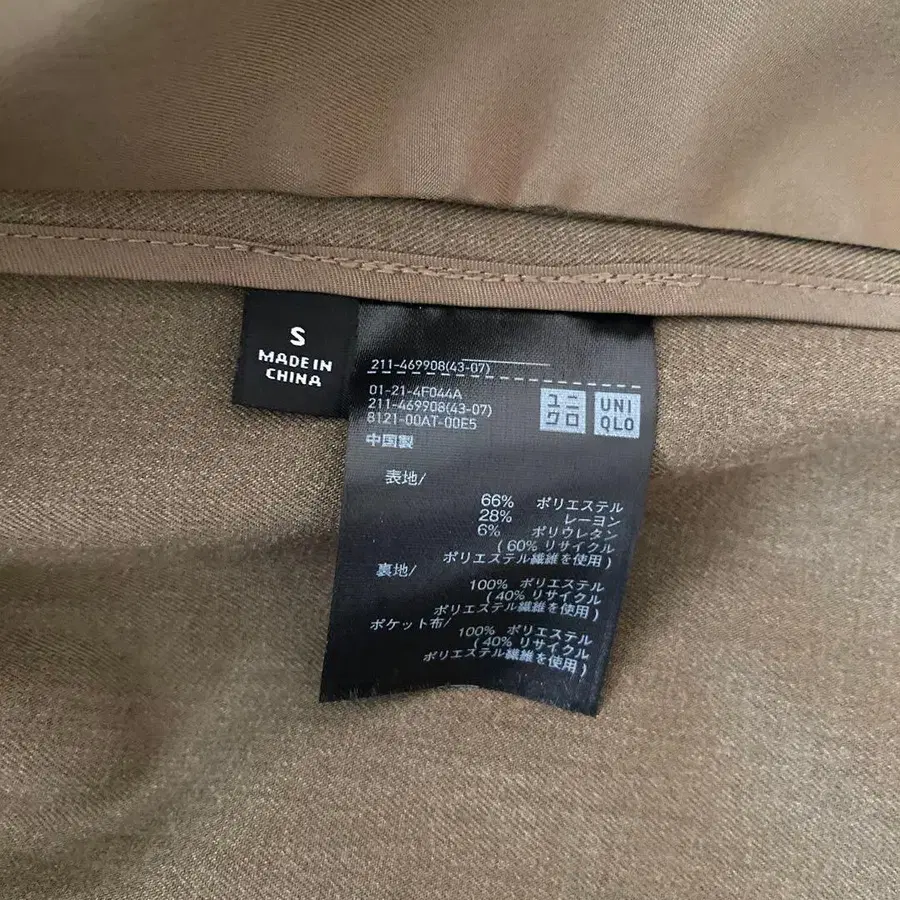 S
MADE IN
CHINA
211-469908(43-07)
01-21-4F044A
211-469908(43-07)
8121-00AT-00E5
ユニ
クロ
UNI
QLO
中国製
表地/
66% ポリエステル
28% レーヨン
6% ポリウレタン
(60% リサイクル
ポリエステル繊維を使用)
裏地/
100% ポリエステル
(40% リサイクル
ポリエステル繊維を使用)
ポケット布/
100% ポリエステル
(40% リサイクル
ポリエステル繊維を使用)